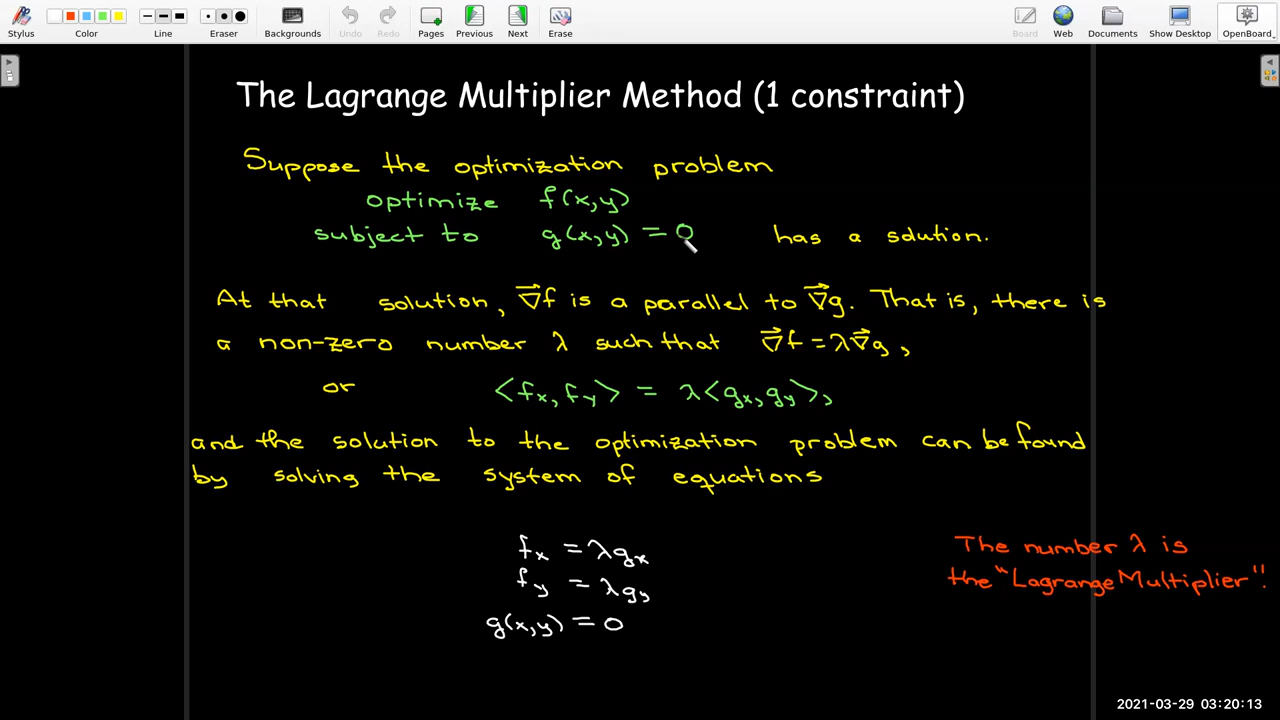 Stylus Color Line Eraser Backgrounds Undo Redo Pages Previous Next Erase Board Web Documents Show Desktop OpenBoard
The Lagrange Multiplier Method (1 constraint)
Suppose the optimization problem
optimize f(x,y)
subject to g(x,y) = 0 has a solution.
At that solution, ∇⃗f is a parallel to ∇⃗g. That is, there is
a non-zero number λ such that ∇⃗f = λ∇⃗g,
or <fₓ, f_y> = λ<gₓ, g_y>,
and the solution to the optimization problem can be found
by solving the system of equations
fₓ = λgₓ
f_y = λg_y
g(x,y) = 0
The number λ is
the "Lagrange Multiplier"!
2021-03-29 03:20:13